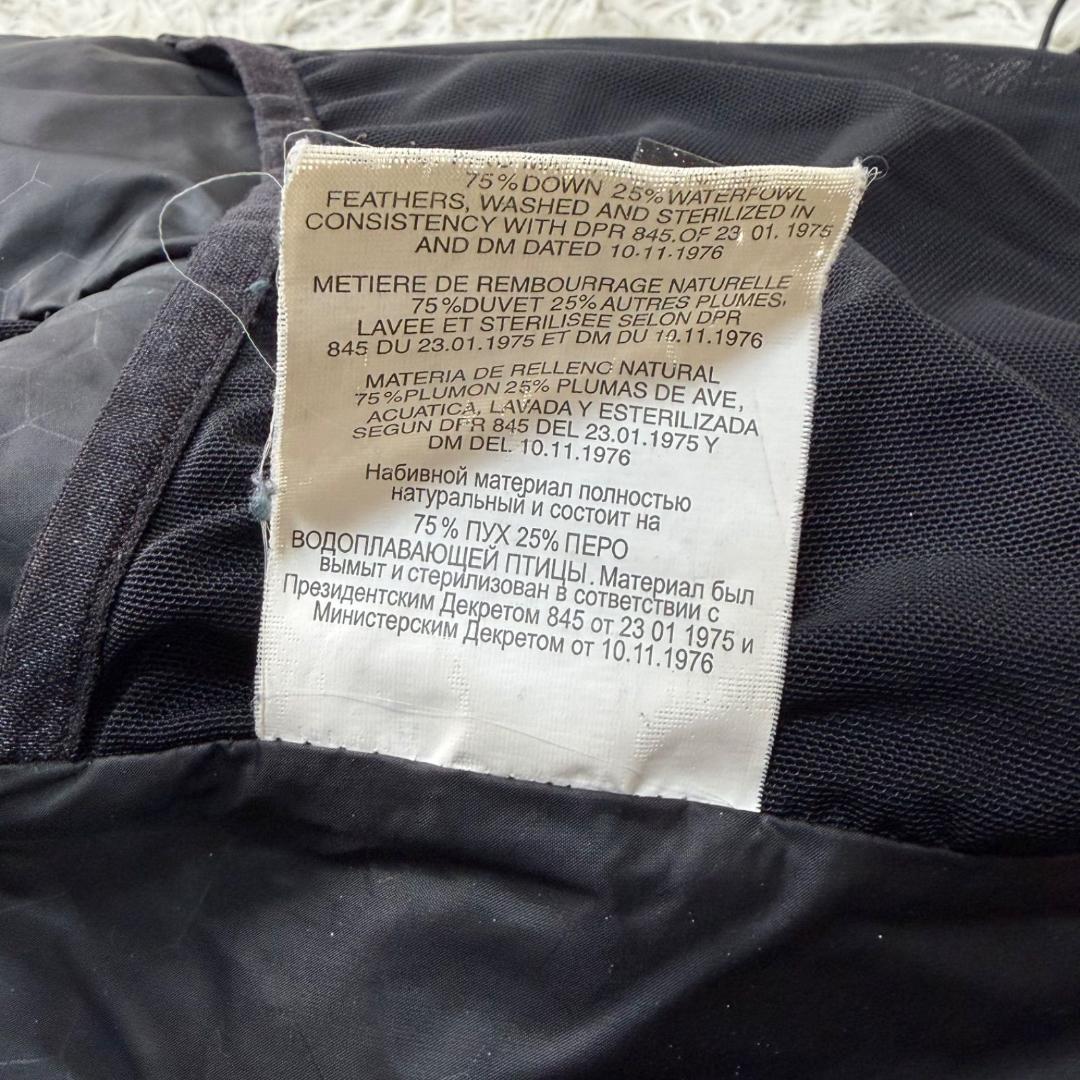 75%DOWN 25%WATERFOWL
FEATHERS, WASHED AND STERILIZED IN
CONSISTENCY WITH DPR 845.OF 23 01. 1975
AND DM DATED 10.11.1976
METIERE DE REMBOURRAGE NATURELLE
75%DUVET 25%AUTRES PLUMES,
LAVEE ET STERILISEE SELON DPR
845 DU 23.01.1975 ET DM DU 10.11.1976
MATERIA DE RELLENC NATURAL
75%PLUMON 25% PLUMAS DE AVE,
ACUATICA, LAVADA Y ESTERILIZADA
SEGUN DPR 845 DEL 23.01.1975 Y
DM DEL 10.11.1976
Набивной материал полностью
натуральный и состоит на
75% ПУХ 25% ПЕРО
ВОДОПЛАВАЮЩЕЙ ПТИЦЫ. Материал был
вымыт и стерилизован в сответствии с
Президентским Декретом 845 от 23 01 1975 и
Министерским Декретом от 10.11.1976